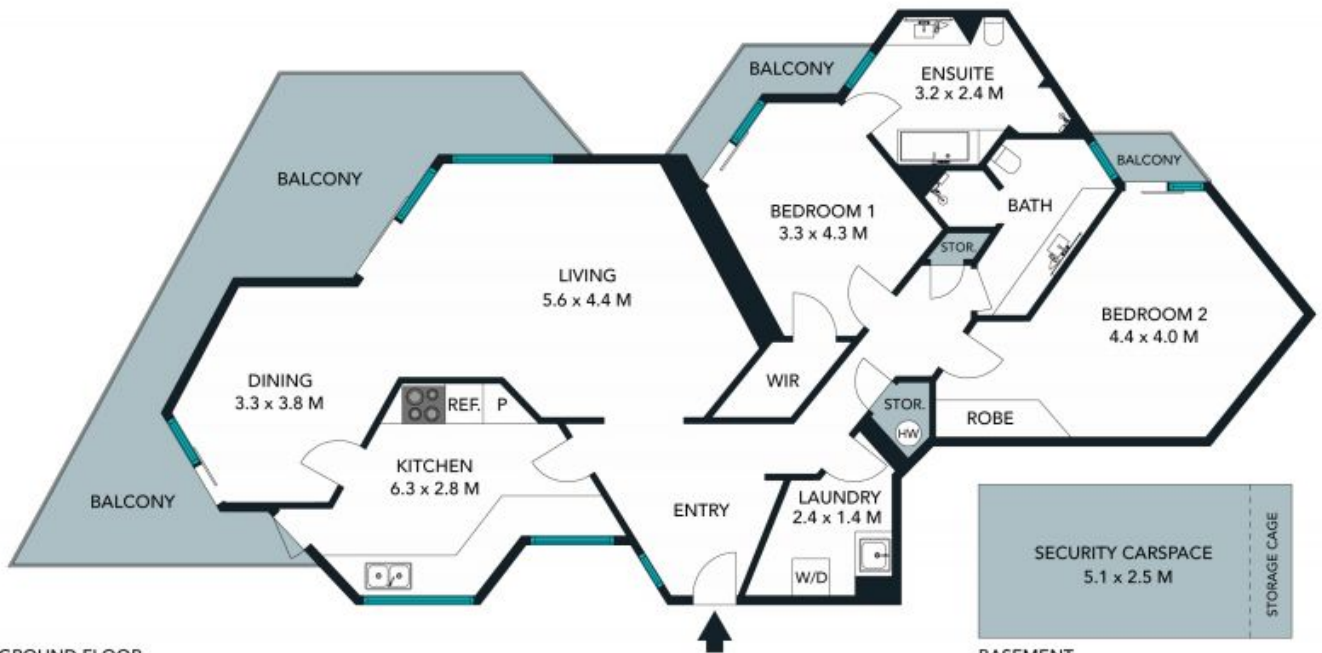 BALCONY
ENSUITE
3.2 x 2.4 M
BALCONY
BALCONY
BEDROOM 1
3.3 x 4.3 M
BATH
STOR.
LIVING
5.6 x 4.4 M
BEDROOM 2
4.4 x 4.0 M
DINING
3.3 x 3.8 M
WIR
REF.
P
STOR.
HW
ROBE
KITCHEN
6.3 x 2.8 M
BALCONY
ENTRY
LAUNDRY
2.4 x 1.4 M
W/D
SECURITY CARSPACE
5.1 x 2.5 M
STORAGE CAGE
GROUND FLOOR
BASEMENT